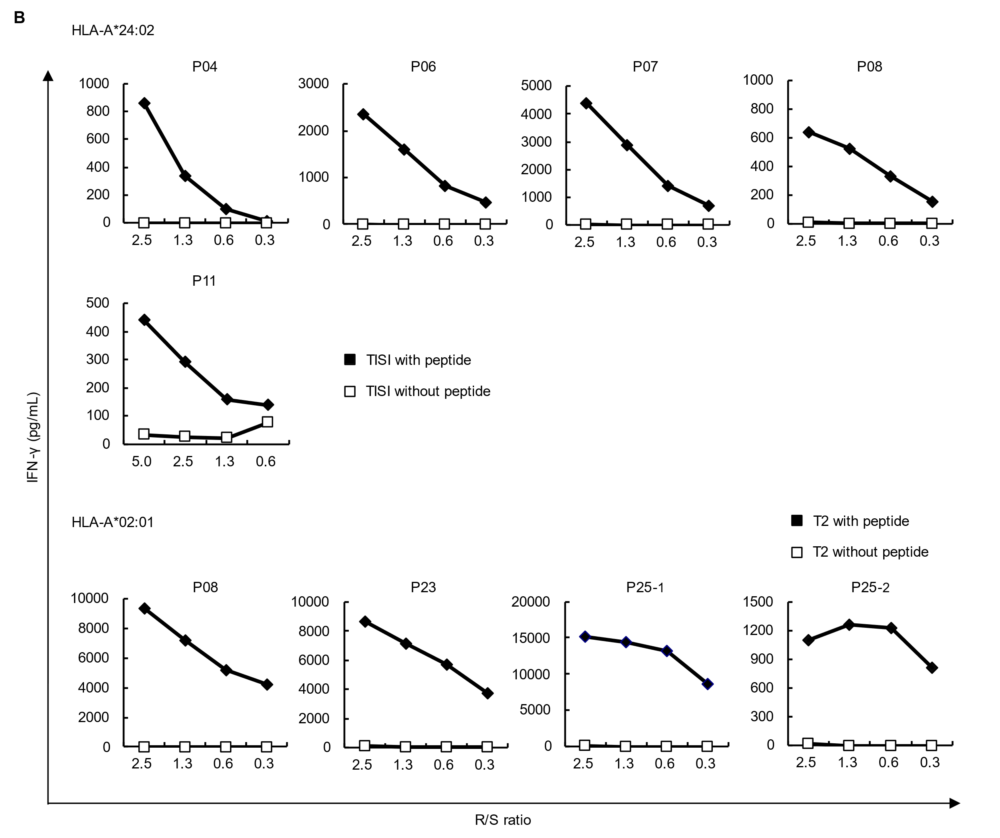 B
HLA-A*24:02
P04
1000
800
600
400
200
0
2.5 1.3 0.6 0.3
P06
3000
2000
1000
0
2.5 1.3 0.6 0.3
P07
5000
4000
3000
2000
1000
0
2.5 1.3 0.6 0.3
P08
1000
800
600
400
200
0
2.5 1.3 0.6 0.3
P11
500
400
300
200
100
0
5.0 2.5 1.3 0.6
TISI with peptide
TISI without peptide
IFN-γ (pg/mL)
HLA-A*02:01
T2 with peptide
T2 without peptide
P08
10000
8000
6000
4000
2000
0
2.5 1.3 0.6 0.3
P23
10000
8000
6000
4000
2000
0
2.5 1.3 0.6 0.3
P25-1
20000
15000
10000
5000
0
2.5 1.3 0.6 0.3
P25-2
1500
1200
900
600
300
0
2.5 1.3 0.6 0.3
R/S ratio